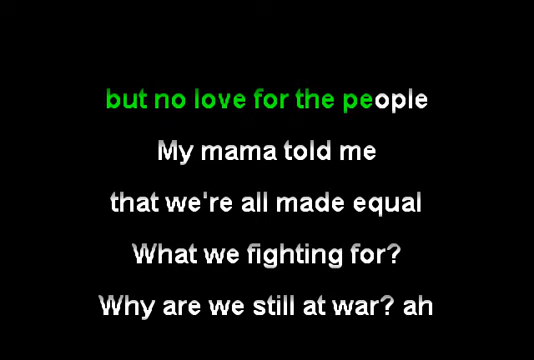 but no love for the people
My mama told me
that we're all made equal
What we fighting for?
Why are we still at war? ah